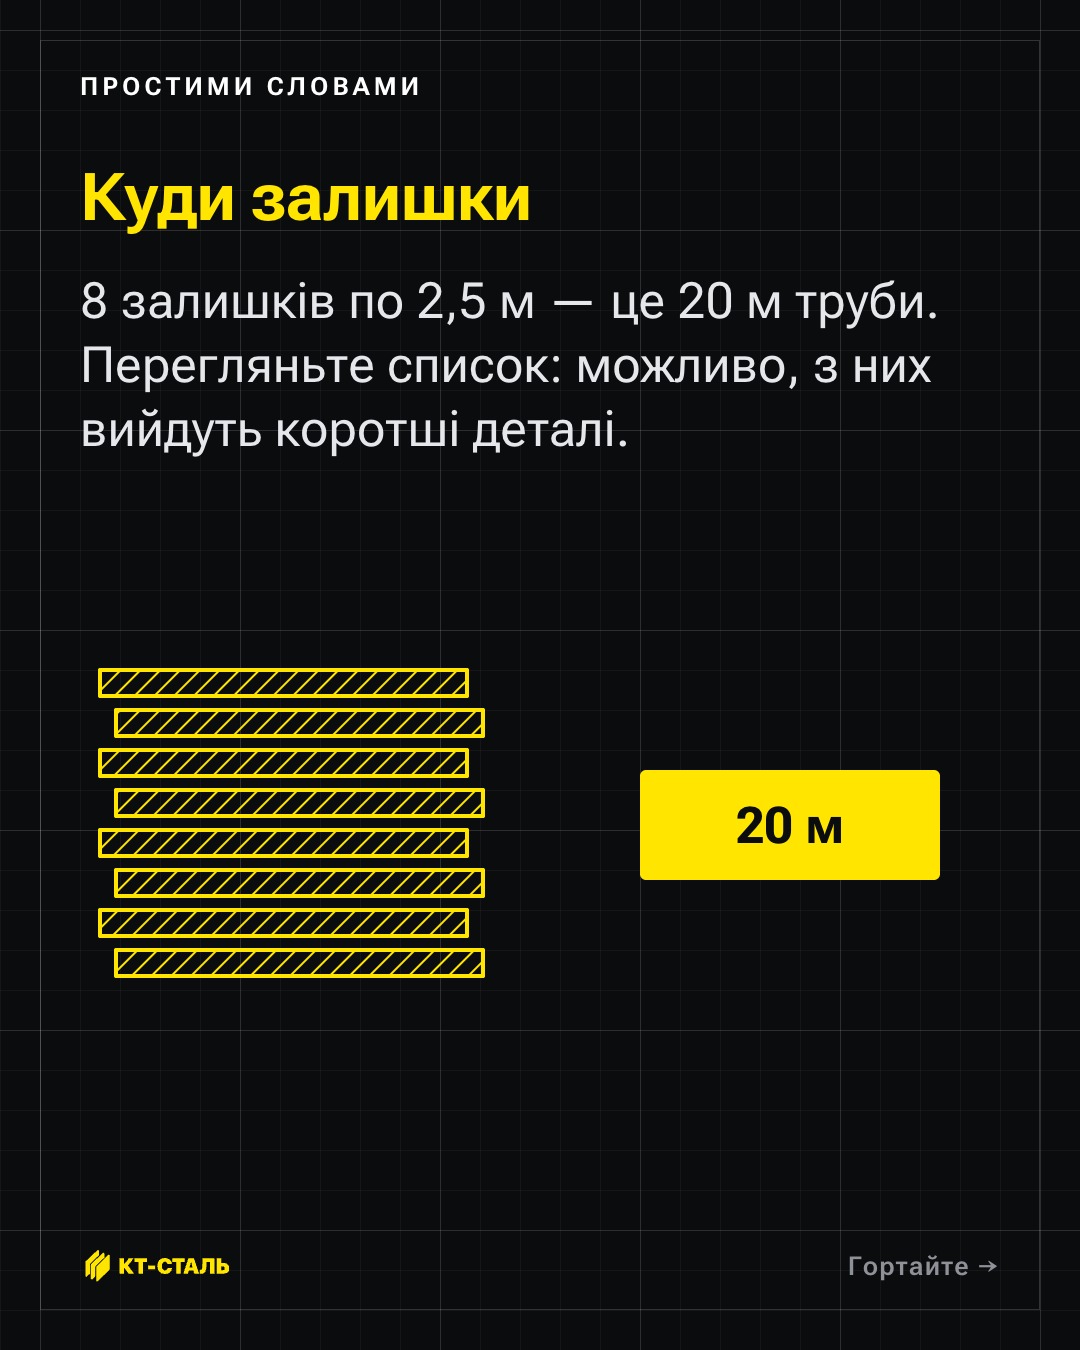 ПРОСТИМИ СЛОВАМИ
Куди залишки
8 залишків по 2,5 м — це 20 м труби.
Перегляньте список: можливо, з них
вийдуть коротші деталі.
20 м
КТ-СТАЛЬ
Гортайте →